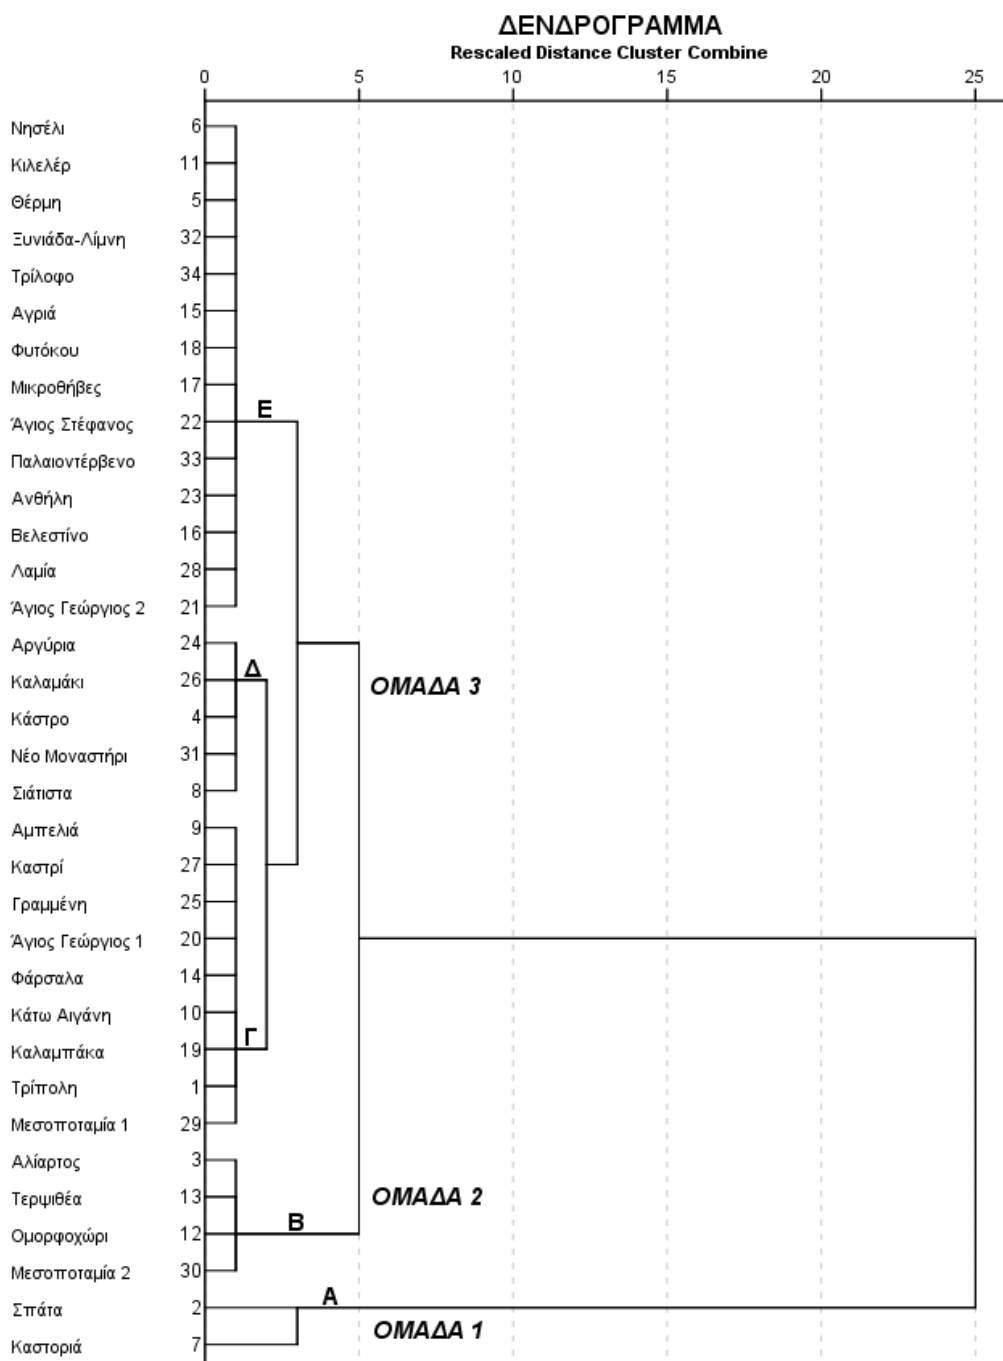 ΔΕΝΔΡΟΓΡΑΜΜΑ
Rescaled Distance Cluster Combine
0 5 10 15 20 25
Νησέλι 6
Κιλελέρ 11
Θέρμη 5
Ξυνιάδα-Λίμνη 32
Τρίλοφο 34
Αγριά 15
Φυτόκου 18
Μικροθήβες 17
Ε
Άγιος Στέφανος 22
Παλαιοντέρβενο 33
Ανθήλη 23
Βελεστίνο 16
Λαμία 28
Άγιος Γεώργιος 2 21
Αργύρια 24
Δ
Καλαμάκι 26
ΟΜΑΔΑ 3
Κάστρο 4
Νέο Μοναστήρι 31
Σιάτιστα 8
Αμπελιά 9
Καστρί 27
Γραμμένη 25
Άγιος Γεώργιος 1 20
Φάρσαλα 14
Κάτω Αιγάνη 10
Γ
Καλαμπάκα 19
Τρίπολη 1
Μεσοποταμία 1 29
Αλίαρτος 3
Τερψιθέα 13
ΟΜΑΔΑ 2
Β
Ομορφοχώρι 12
Μεσοποταμία 2 30
Α
Σπάτα 2
ΟΜΑΔΑ 1
Καστοριά 7